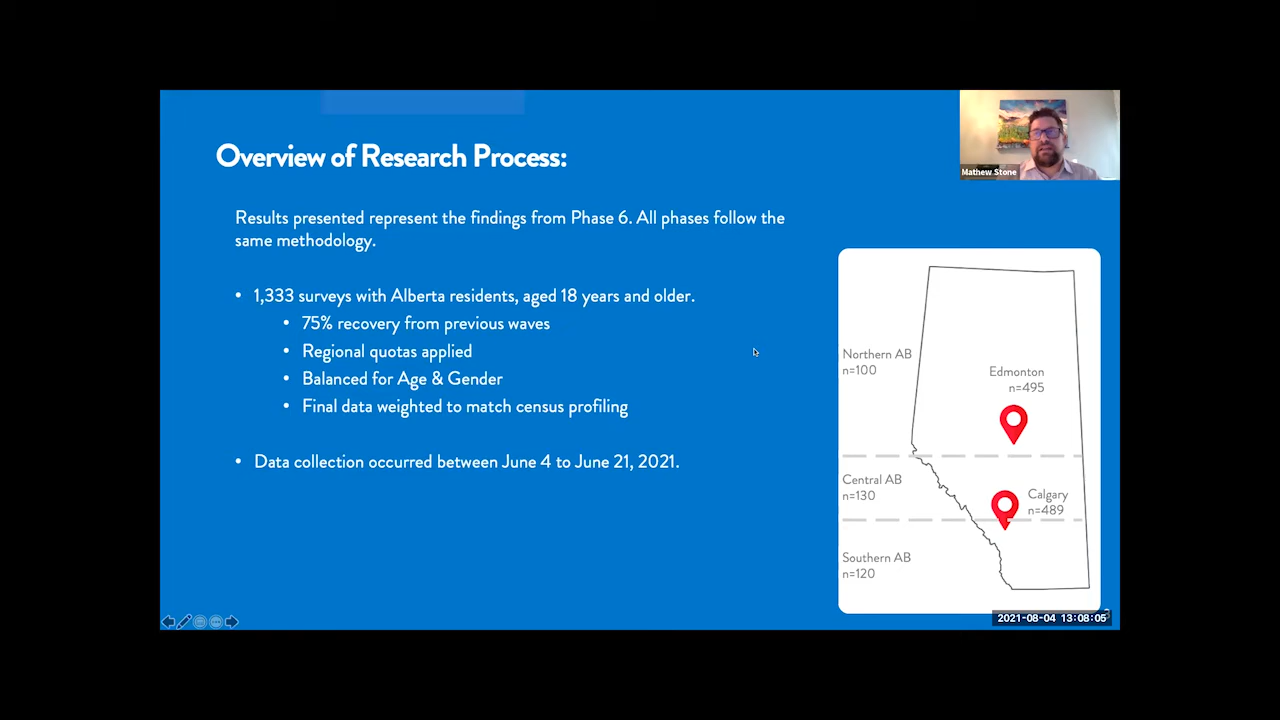 Overview of Research Process:
Mathew Stone
Results presented represent the findings from Phase 6. All phases follow the
same methodology.
• 1,333 surveys with Alberta residents, aged 18 years and older.
• 75% recovery from previous waves
• Regional quotas applied
• Balanced for Age & Gender
• Final data weighted to match census profiling
• Data collection occurred between June 4 to June 21, 2021.
Northern AB
n=100
Edmonton
n=495
Central AB
n=130
Calgary
n=489
Southern AB
n=120
2021-08-04 13:08:05